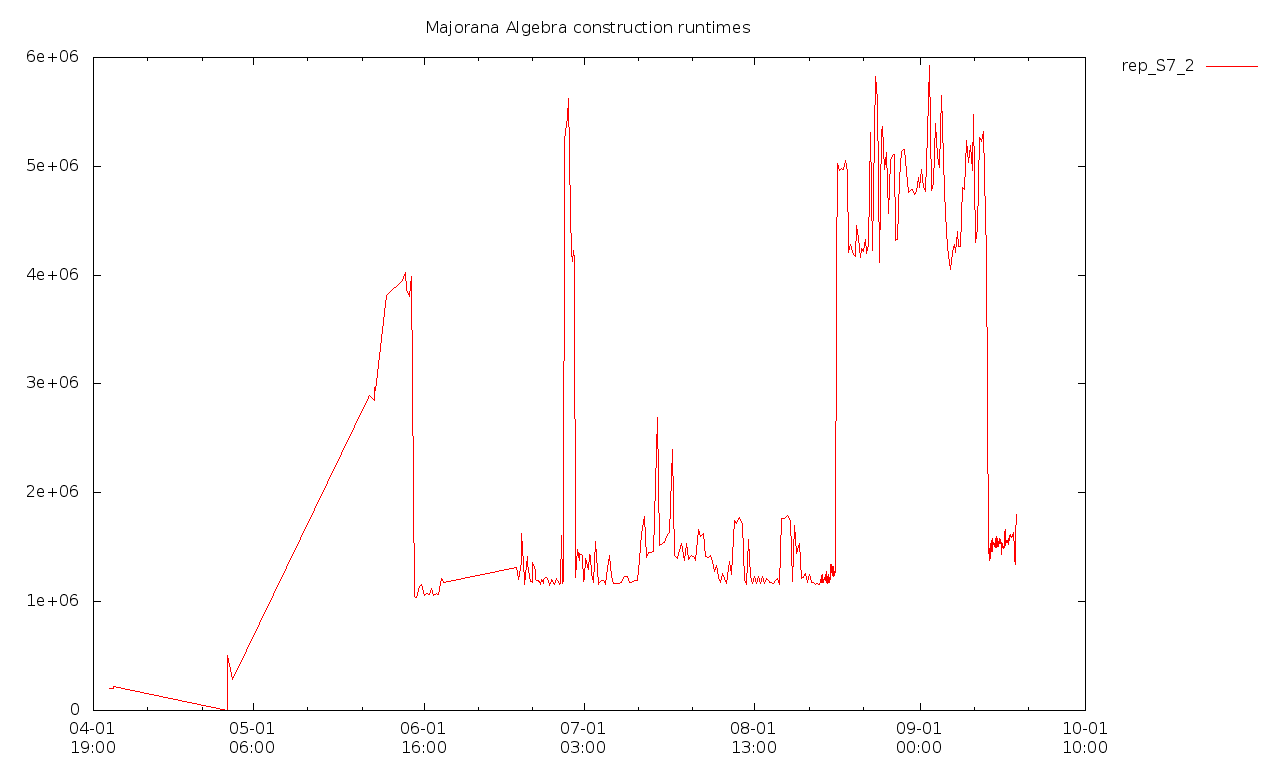 Majorana Algebra construction runtimes
rep_S7_2
6e+06
5e+06
4e+06
3e+06
2e+06
1e+06
0
04-01 05-01 06-01 07-01 08-01 09-01 10-01
19:00 06:00 16:00 03:00 13:00 00:00 10:00